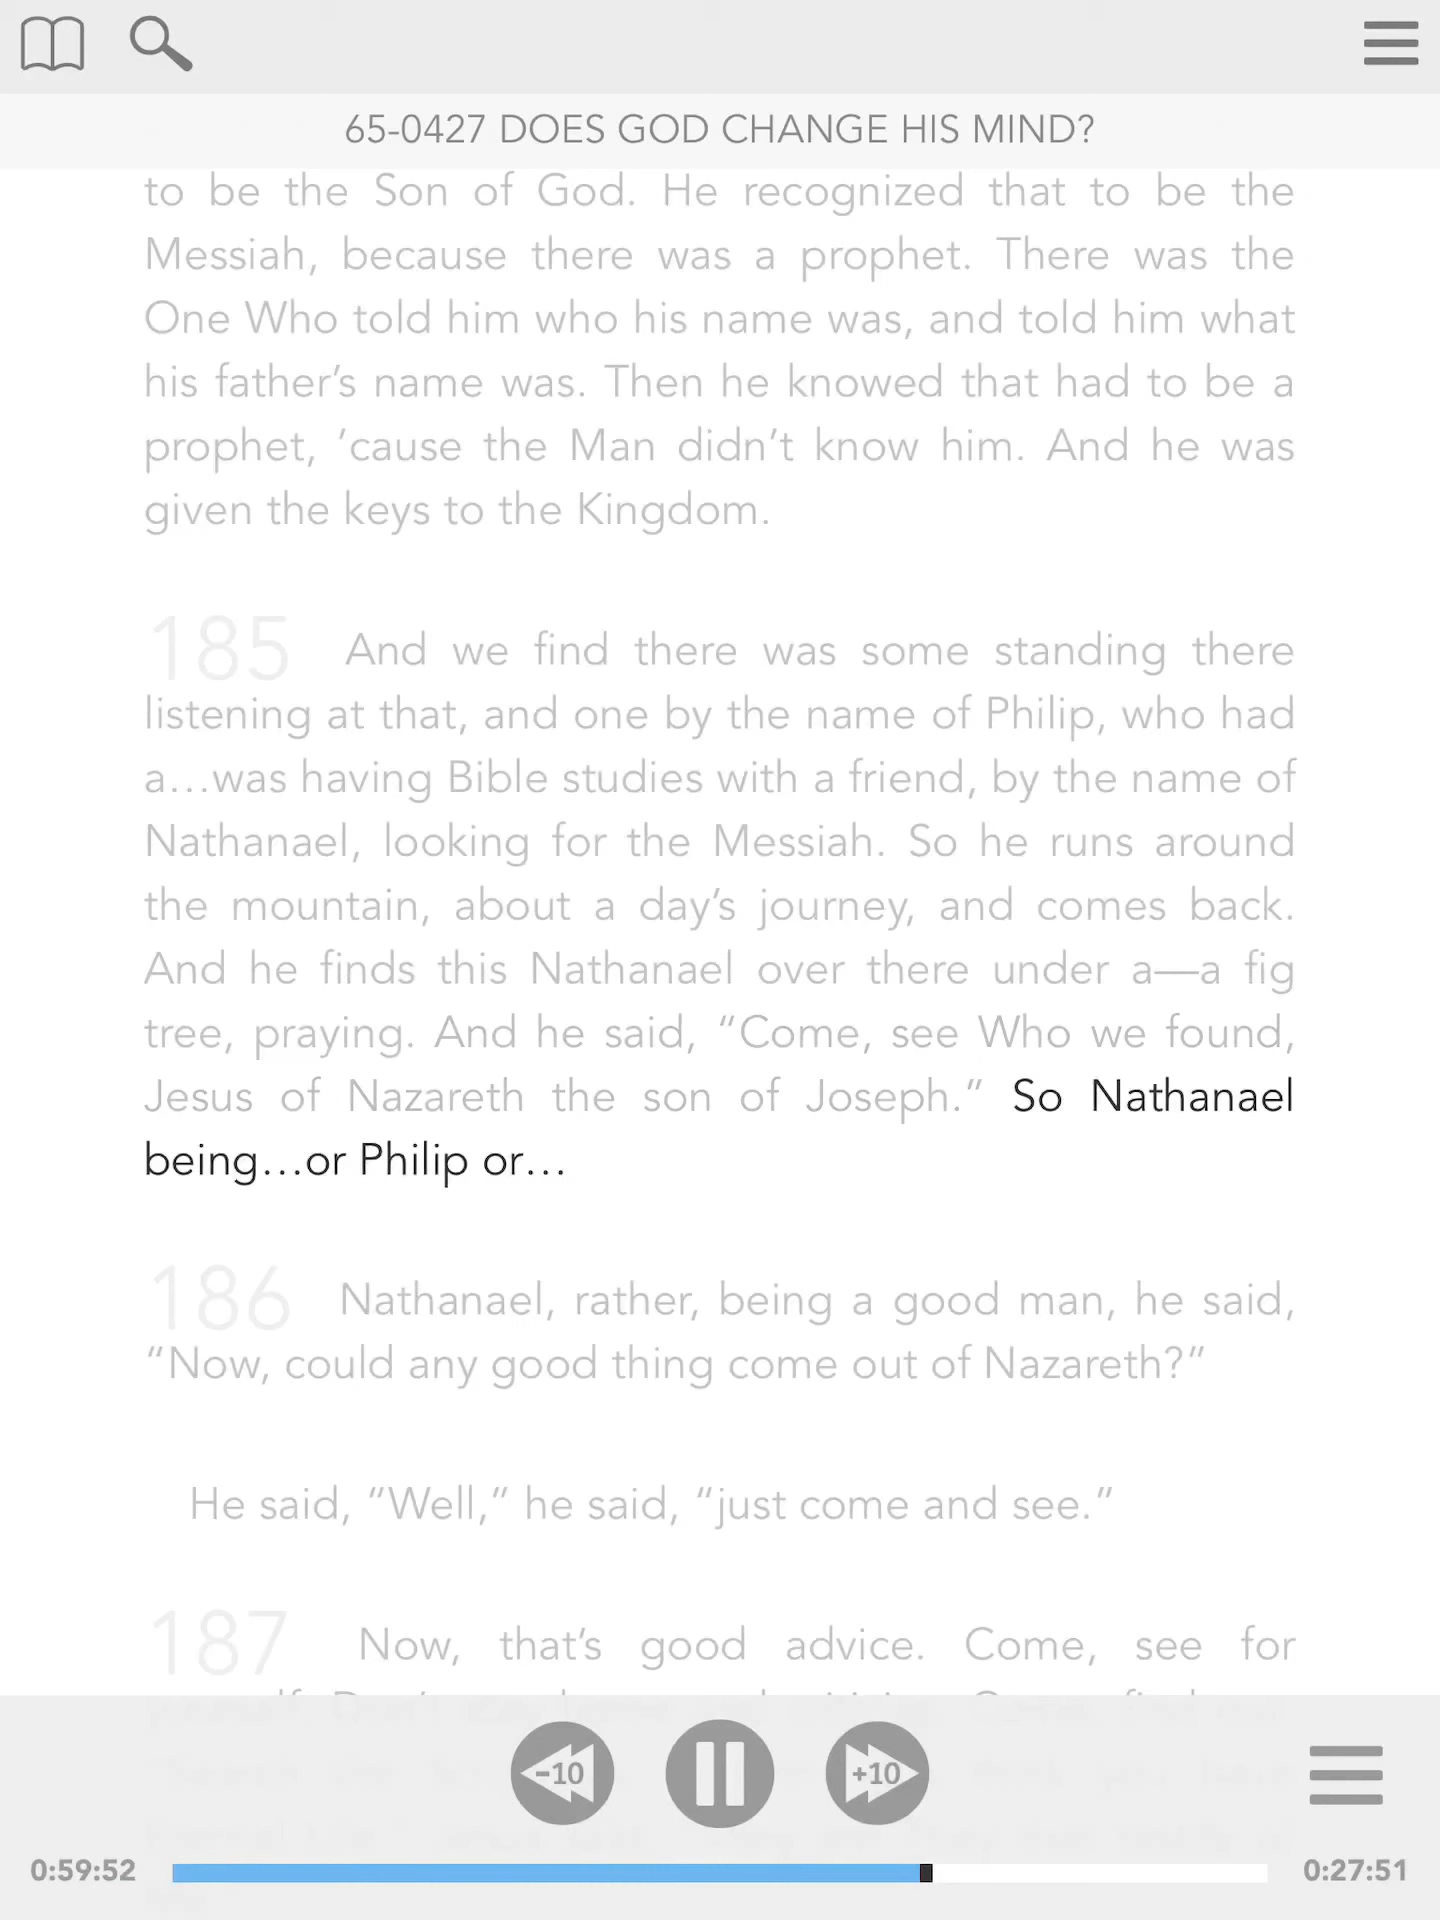 65-0427 DOES GOD CHANGE HIS MIND?
to be the Son of God. He recognized that to be the
Messiah, because there was a prophet. There was the
One Who told him who his name was, and told him what
his father’s name was. Then he knowed that had to be a
prophet, ’cause the Man didn’t know him. And he was
given the keys to the Kingdom.
185 And we find there was some standing there
listening at that, and one by the name of Philip, who had
a…was having Bible studies with a friend, by the name of
Nathanael, looking for the Messiah. So he runs around
the mountain, about a day’s journey, and comes back.
And he finds this Nathanael over there under a—a fig
tree, praying. And he said, “Come, see Who we found,
Jesus of Nazareth the son of Joseph.” So Nathanael
being…or Philip or…
186 Nathanael, rather, being a good man, he said,
“Now, could any good thing come out of Nazareth?”
He said, “Well,” he said, “just come and see.”
187 Now, that’s good advice. Come, see for
-10 +10
0:59:52 0:27:51